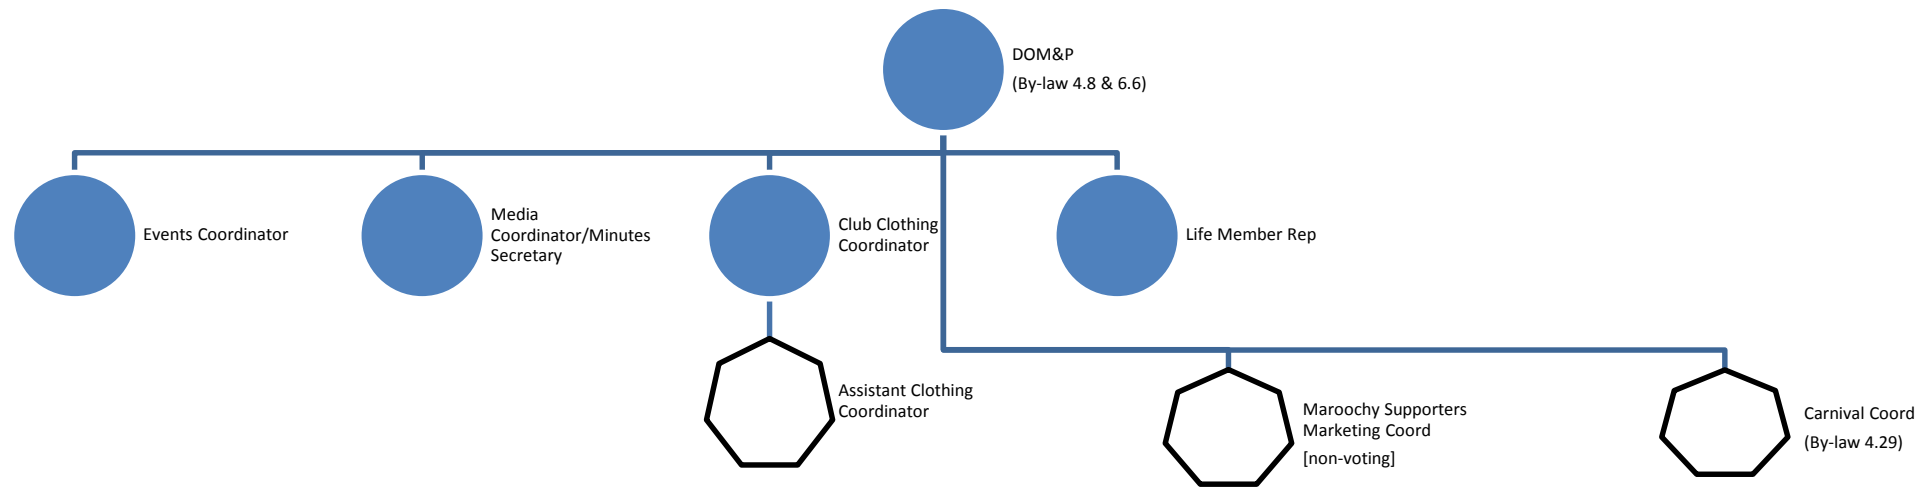 DOM&P
(By-law 4.8 & 6.6)
Events Coordinator
Media
Coordinator/Minutes
Secretary
Club Clothing
Coordinator
Life Member Rep
Assistant Clothing
Coordinator
Maroochy Supporters
Marketing Coord
[non-voting]
Carnival Coord
(By-law 4.29)